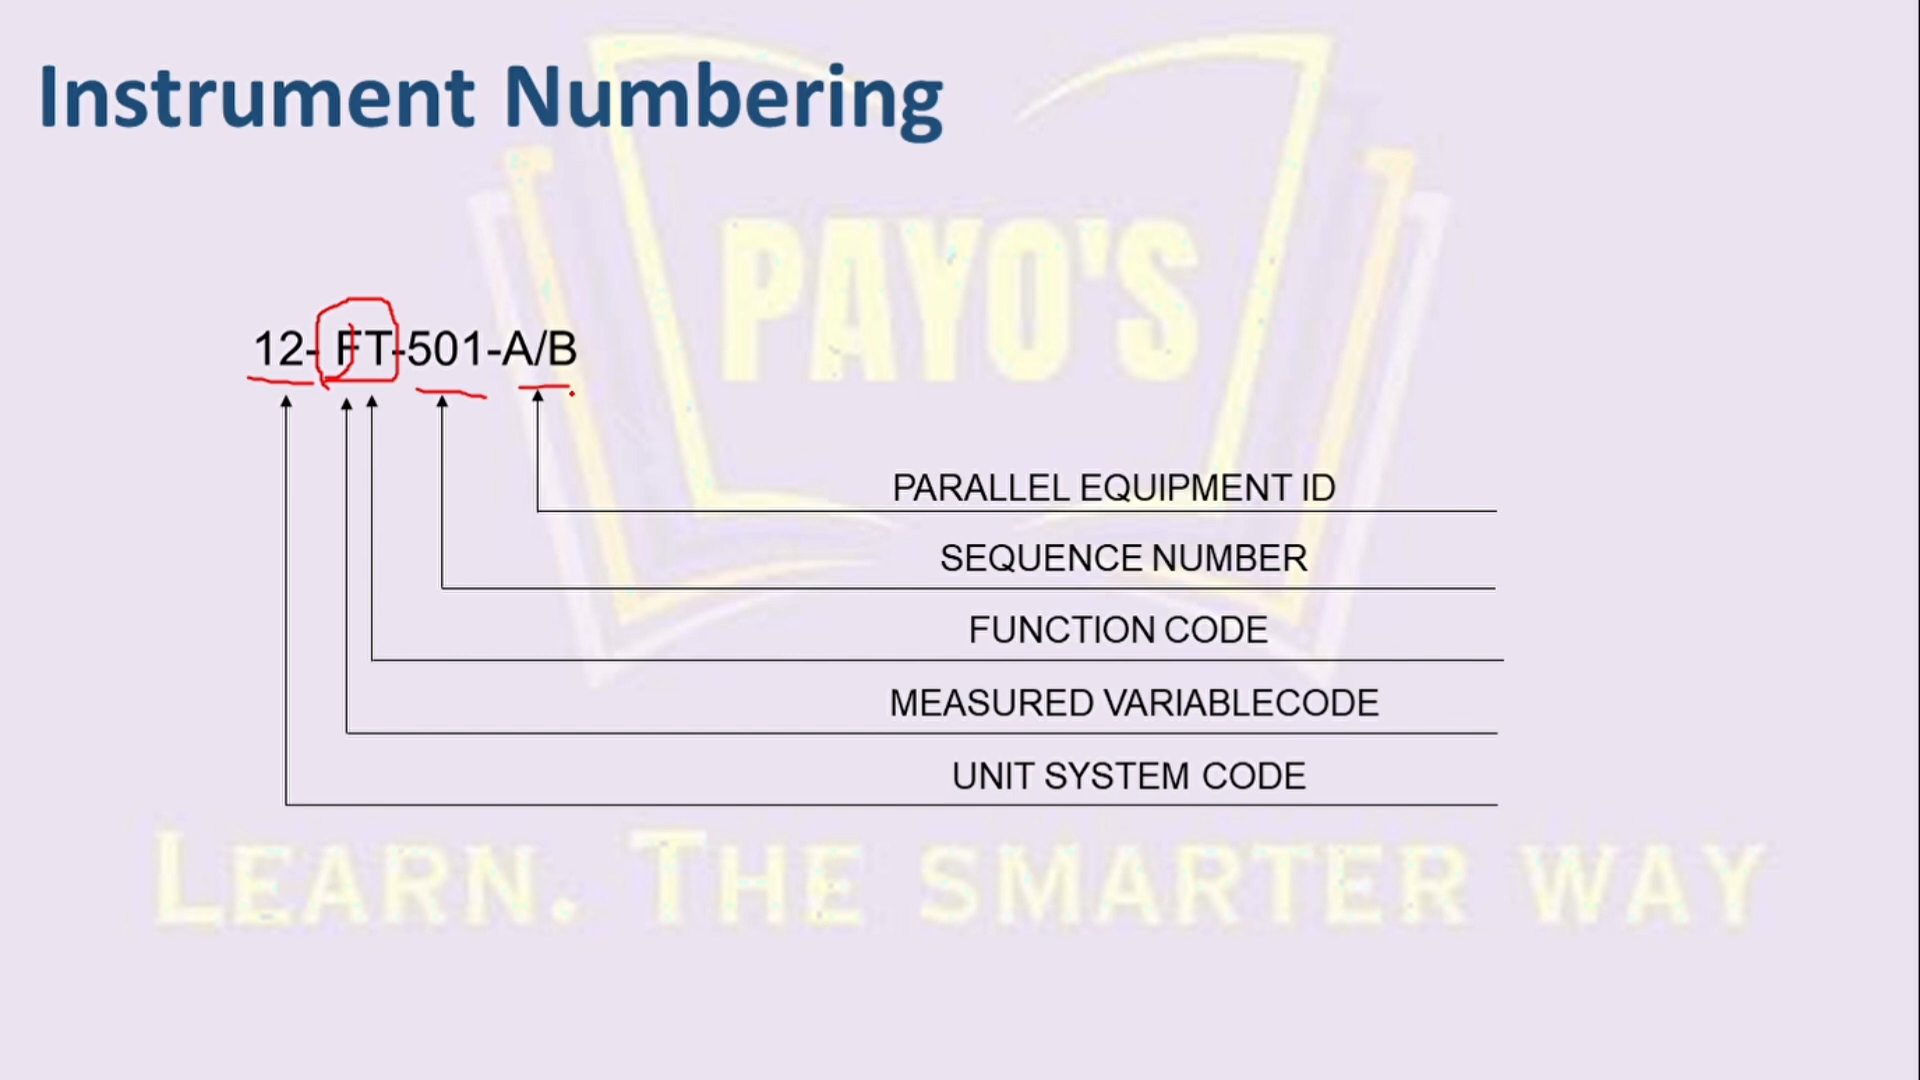 Instrument Numbering
PAYO'S
12- FT-501-A/B
PARALLEL EQUIPMENT ID
SEQUENCE NUMBER
FUNCTION CODE
MEASURED VARIABLECODE
UNIT SYSTEM CODE
LEARN. THE SMARTER WAY